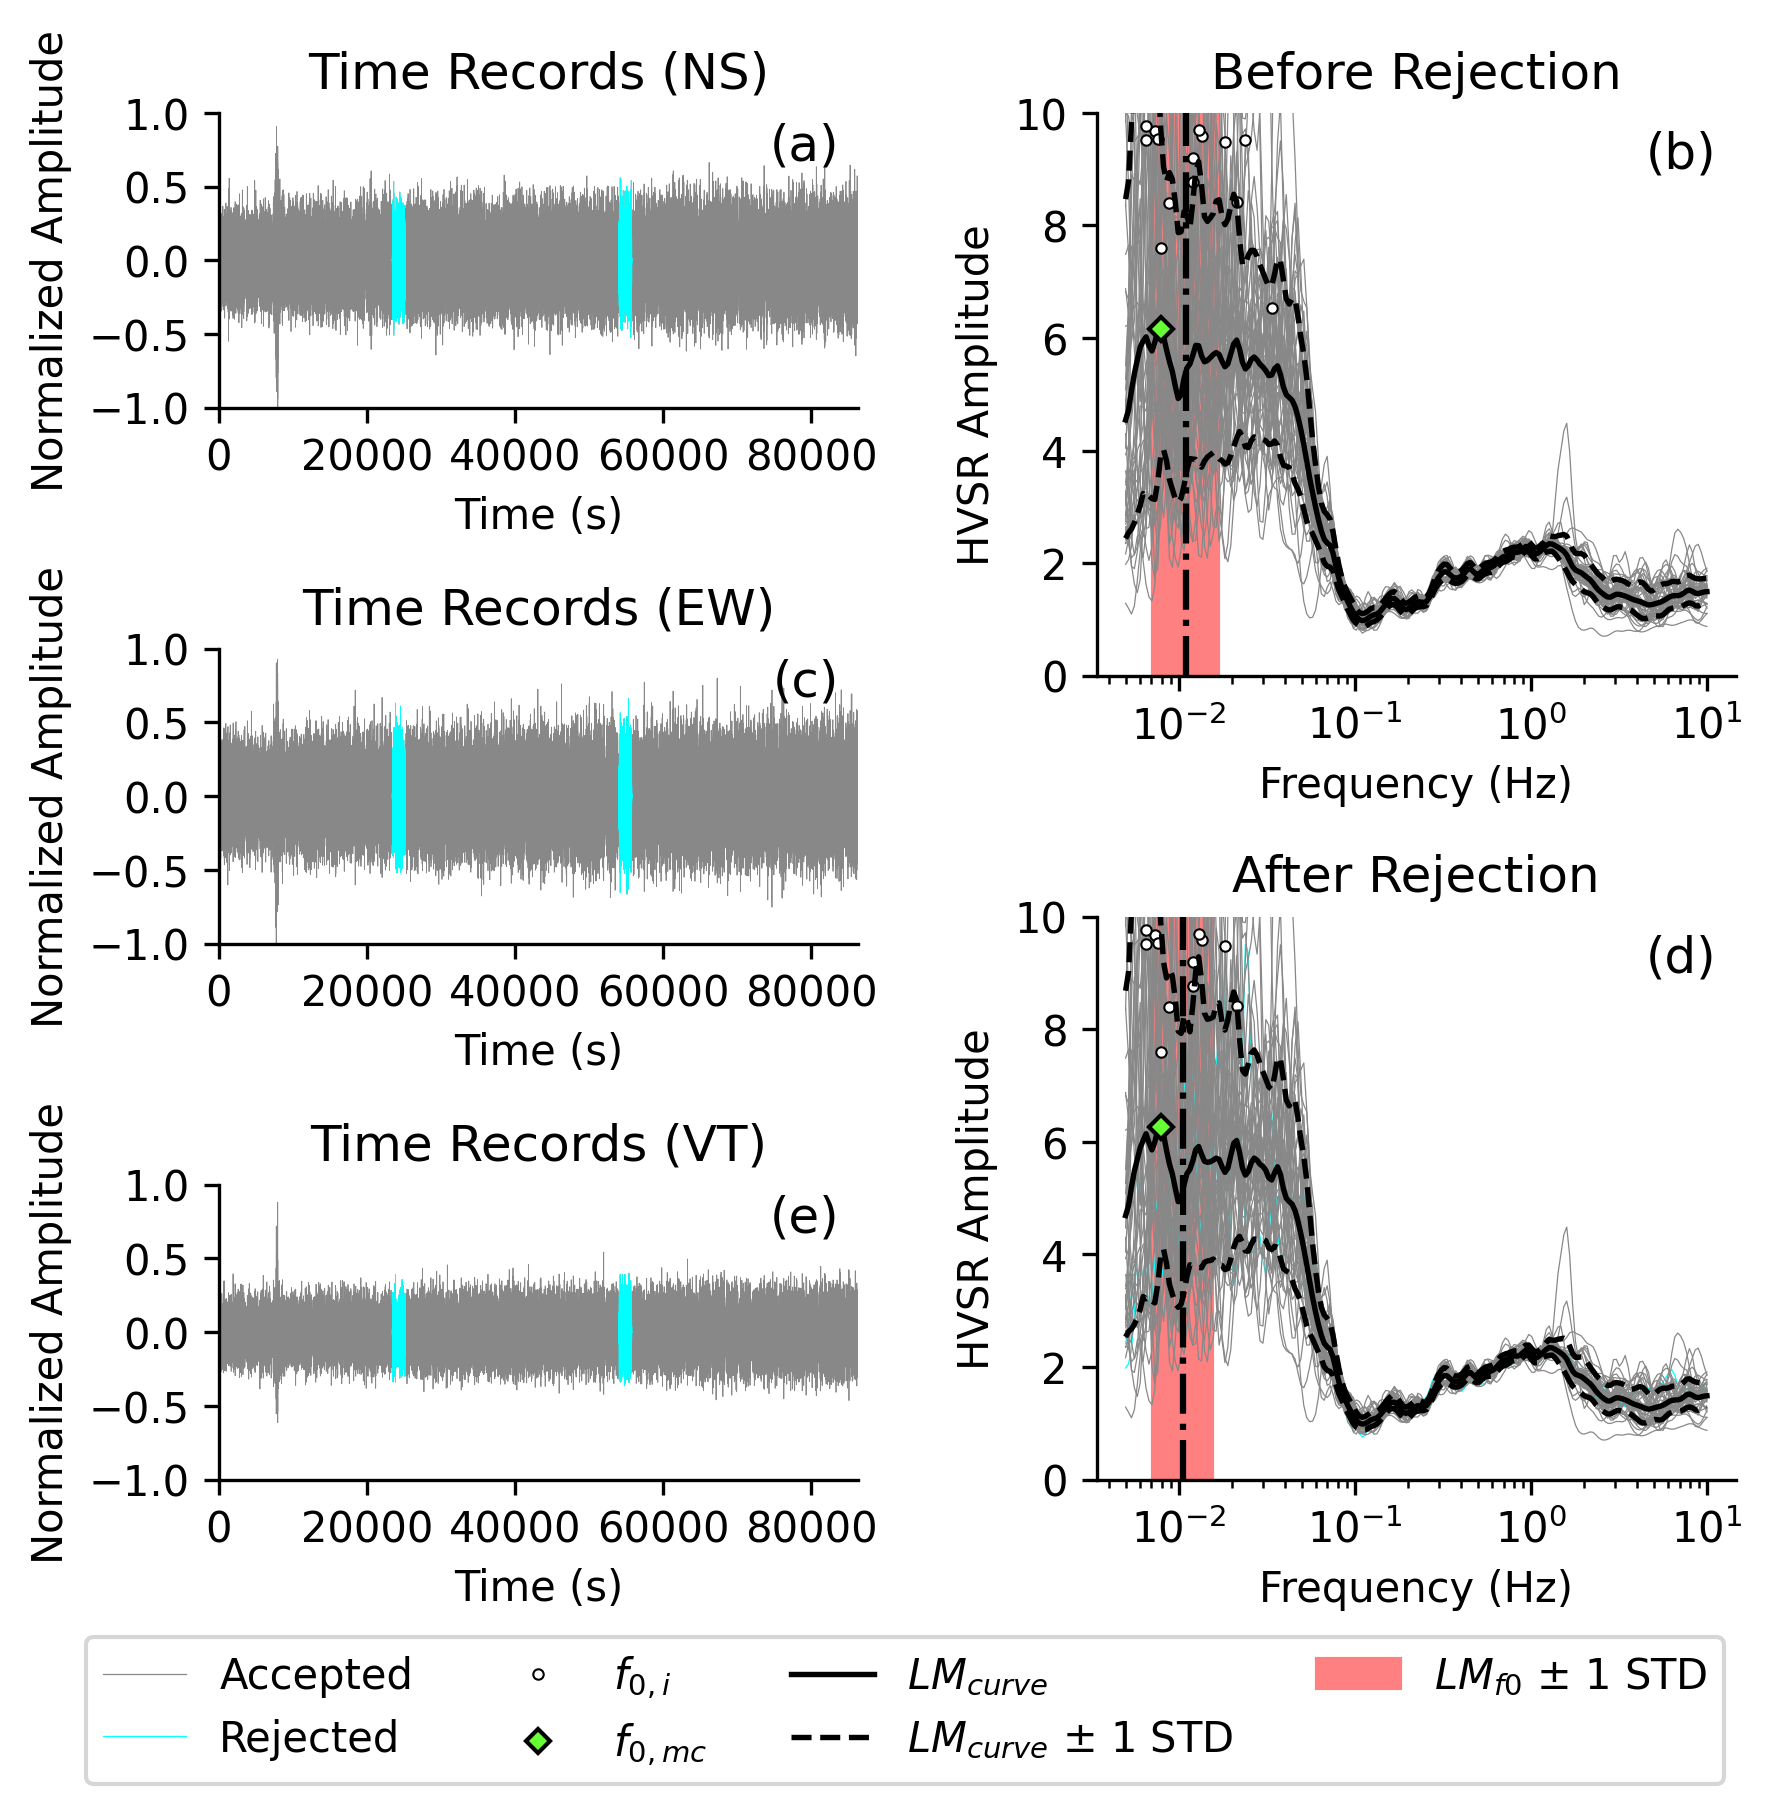 Time Records (NS)
Normalized Amplitude
1.0
0.5
0.0
−0.5
−1.0
(a)
0 20000 40000 60000 80000
Time (s)
Before Rejection
HVSR Amplitude
10
8
6
4
2
0
(b)
10⁻² 10⁻¹ 10⁰ 10¹
Frequency (Hz)
Time Records (EW)
Normalized Amplitude
1.0
0.5
0.0
−0.5
−1.0
(c)
0 20000 40000 60000 80000
Time (s)
After Rejection
HVSR Amplitude
10
8
6
4
2
0
(d)
10⁻² 10⁻¹ 10⁰ 10¹
Frequency (Hz)
Time Records (VT)
Normalized Amplitude
1.0
0.5
0.0
−0.5
−1.0
(e)
0 20000 40000 60000 80000
Time (s)
Accepted
Rejected
f0,i
f0,mc
LMcurve
LMcurve ± 1 STD
LMf0 ± 1 STD